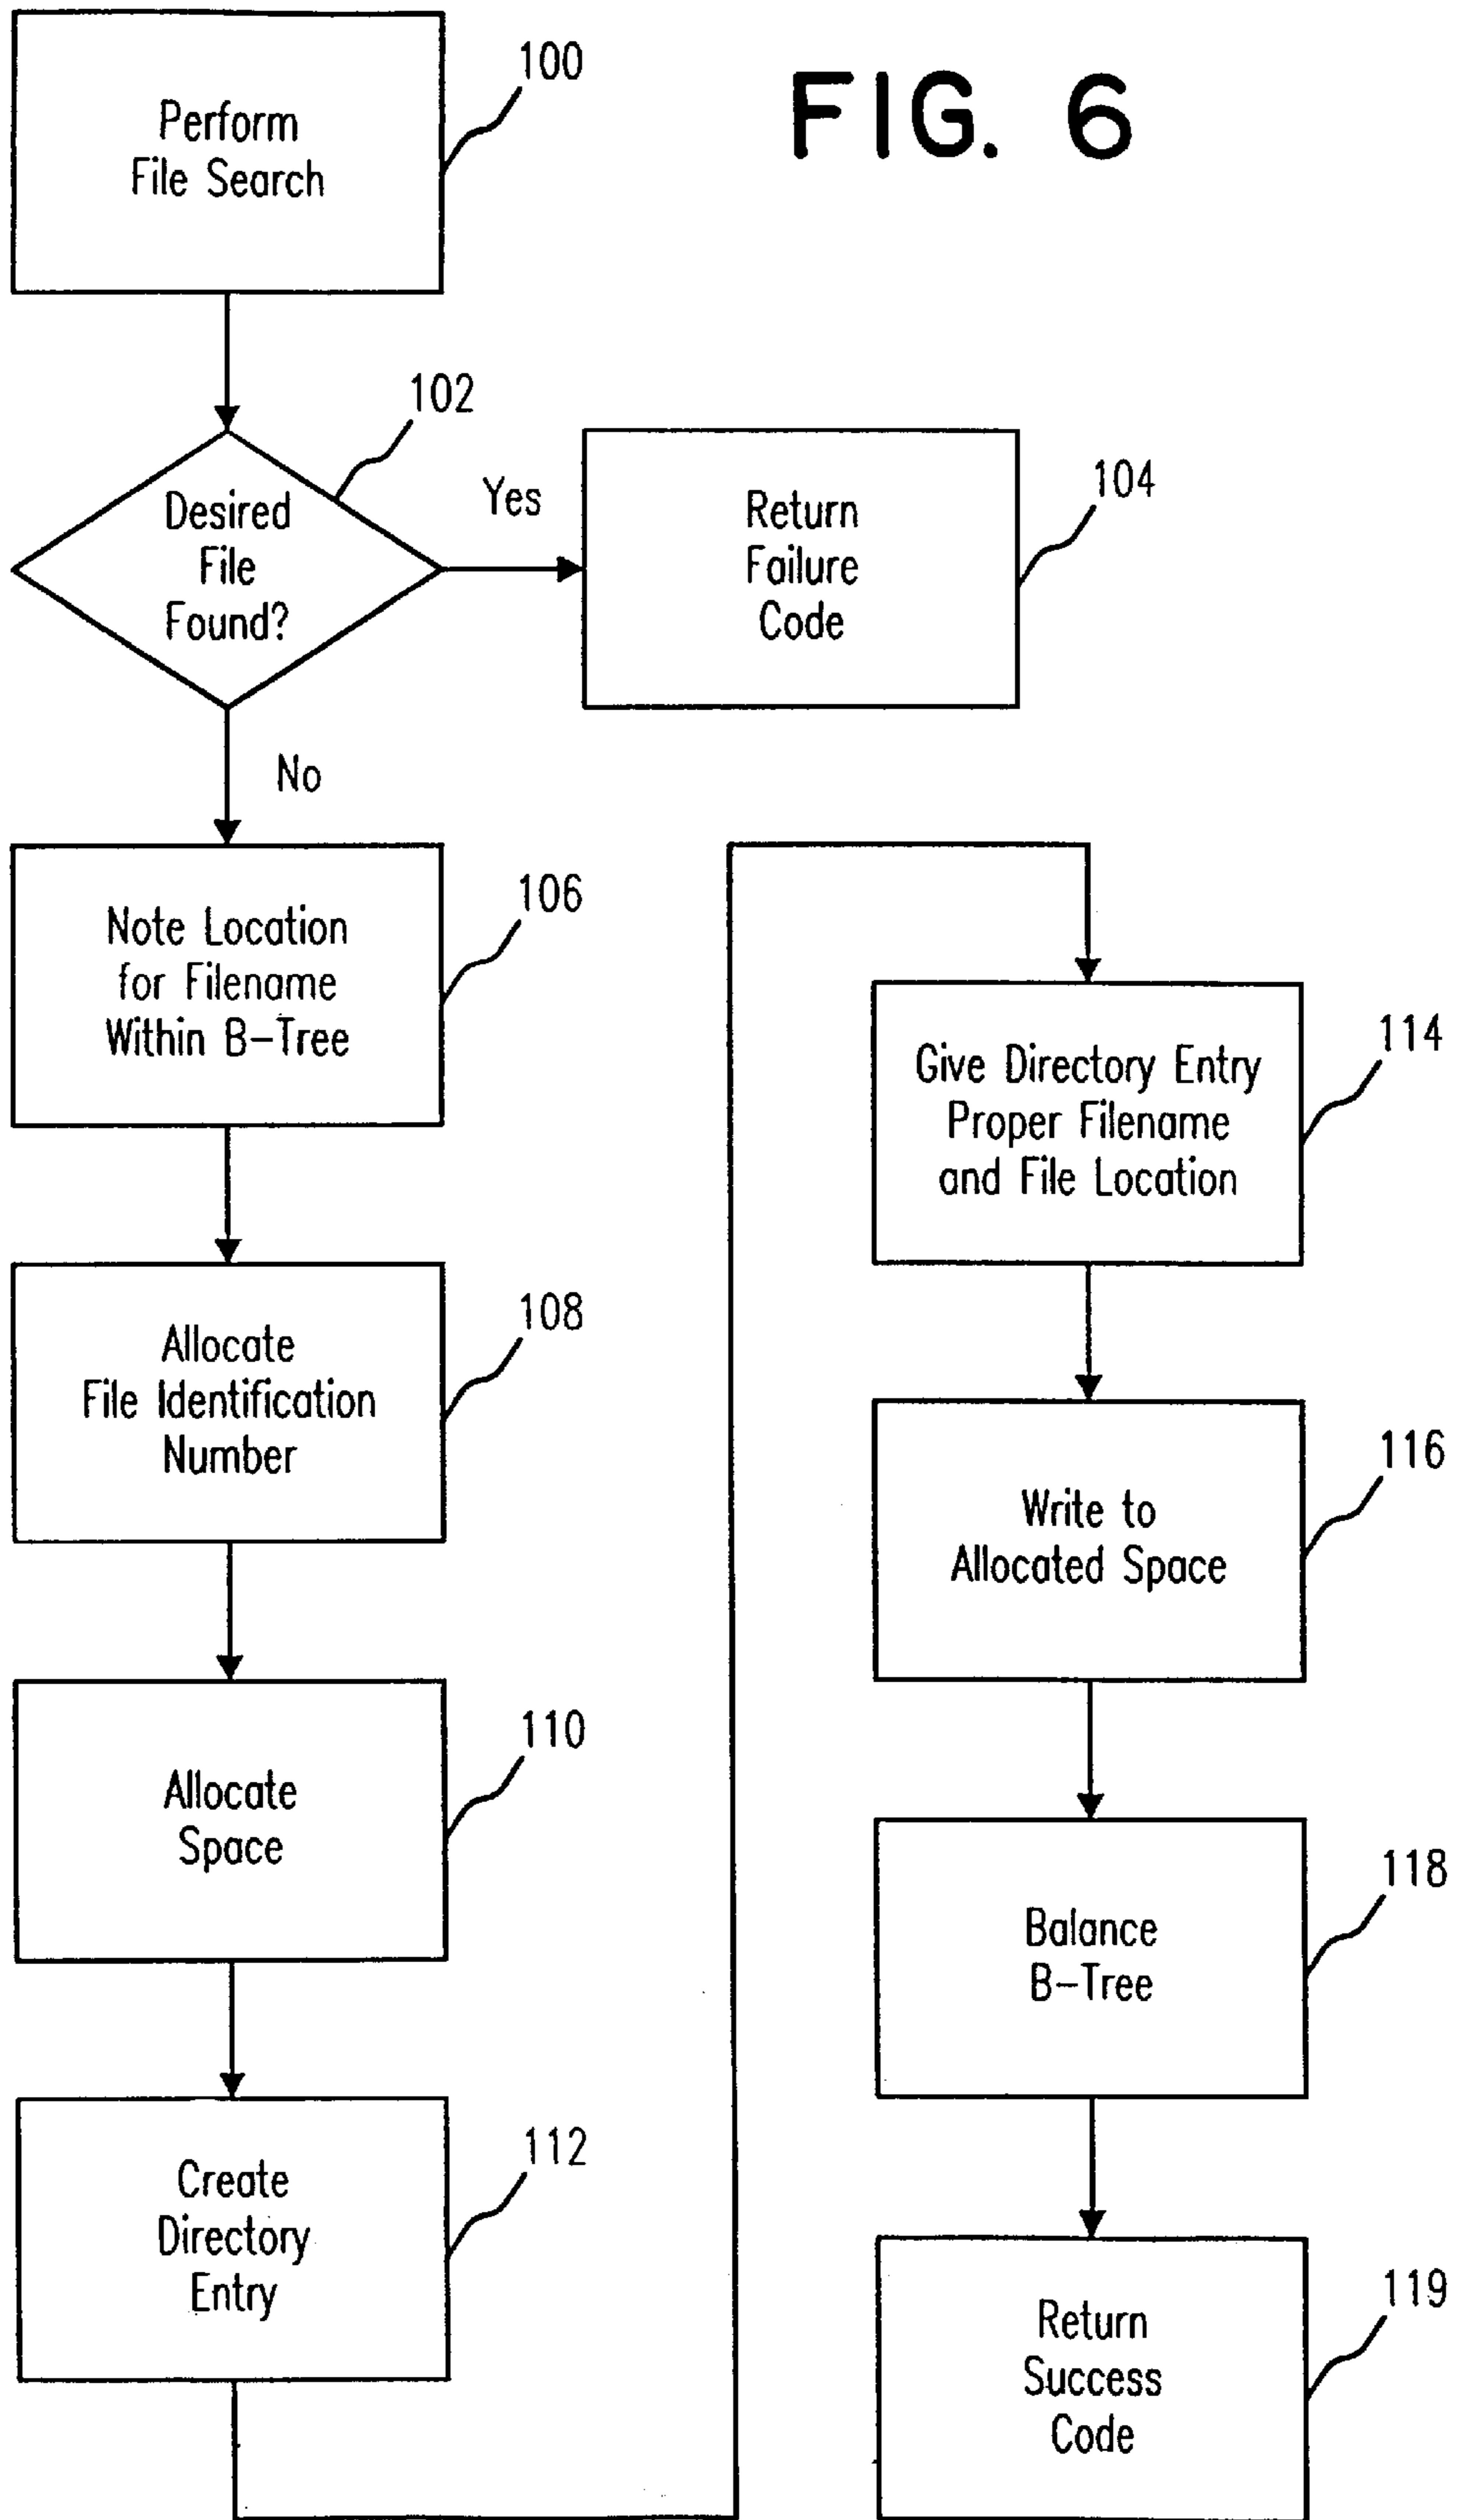 FIG. 6
Perform
File Search
100
Desired
File
Found?
102
Yes
Return
Failure
Code
104
No
Note Location
for Filename
Within B-Tree
106
Allocate
File Identification
Number
108
Allocate
Space
110
Create
Directory
Entry
112
Give Directory Entry
Proper Filename
and File Location
114
Write to
Allocated Space
116
Balance
B-Tree
118
Return
Success
Code
119